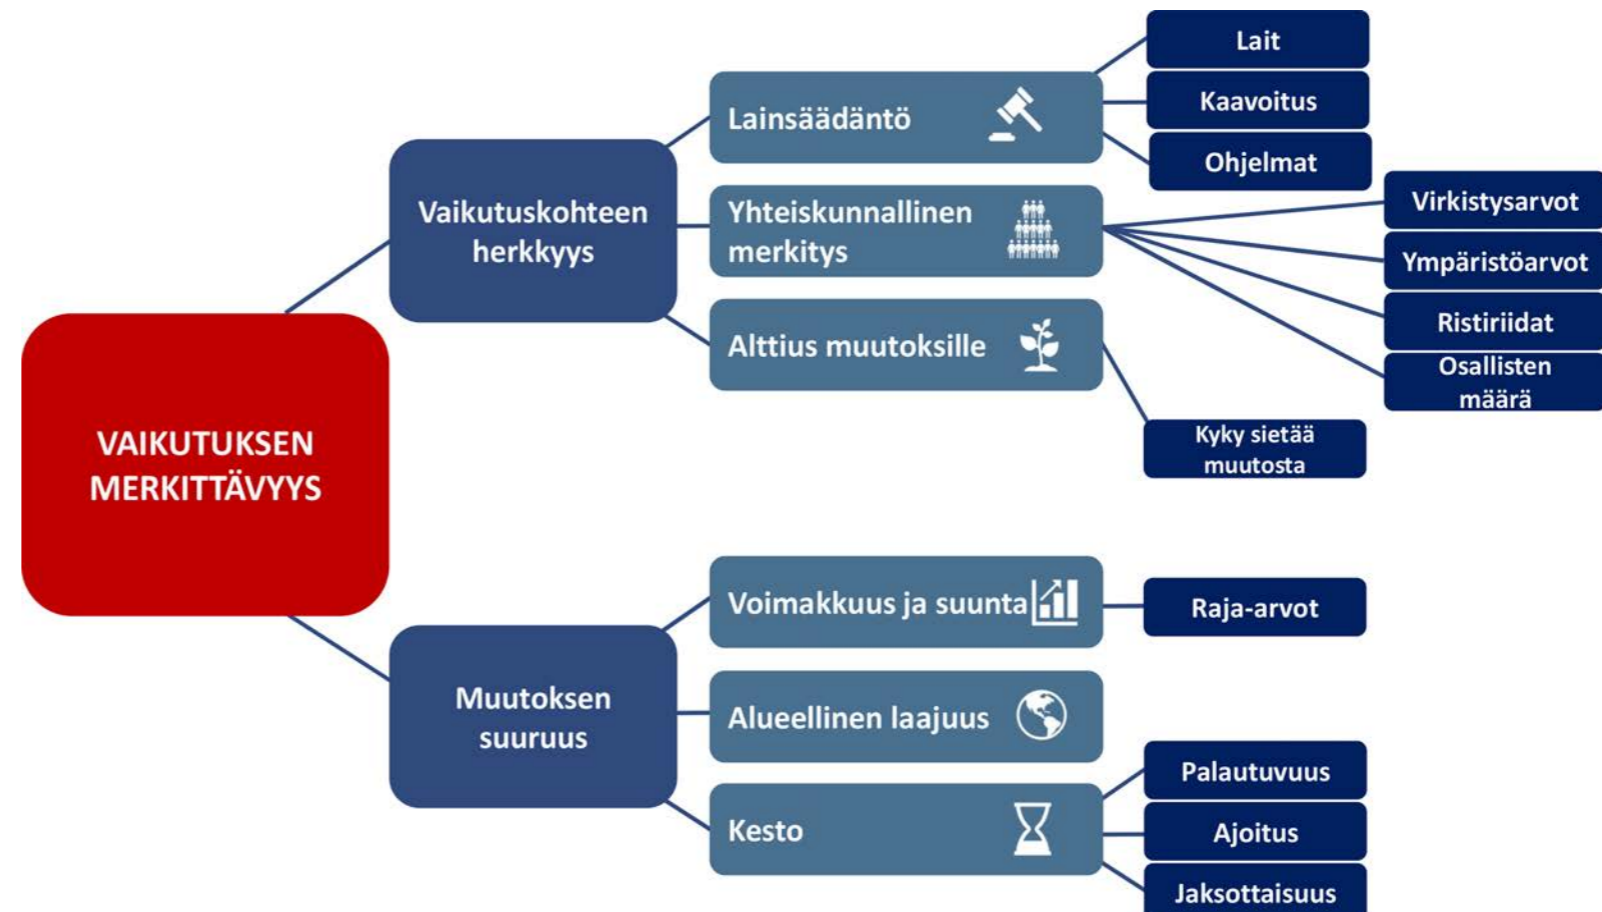 VAIKUTUKSEN
MERKITTÄVYYS
Vaikutuskohteen
herkkyys
Lainsäädäntö
Lait
Kaavoitus
Ohjelmat
Yhteiskunnallinen
merkitys
Virkistysarvot
Ympäristöarvot
Ristiriidat
Osallisten
määrä
Alttius muutoksille
Kyky sietää
muutosta
Muutoksen
suuruus
Voimakkuus ja suunta
Raja-arvot
Alueellinen laajuus
Kesto
Palautuvuus
Ajoitus
Jaksottaisuus